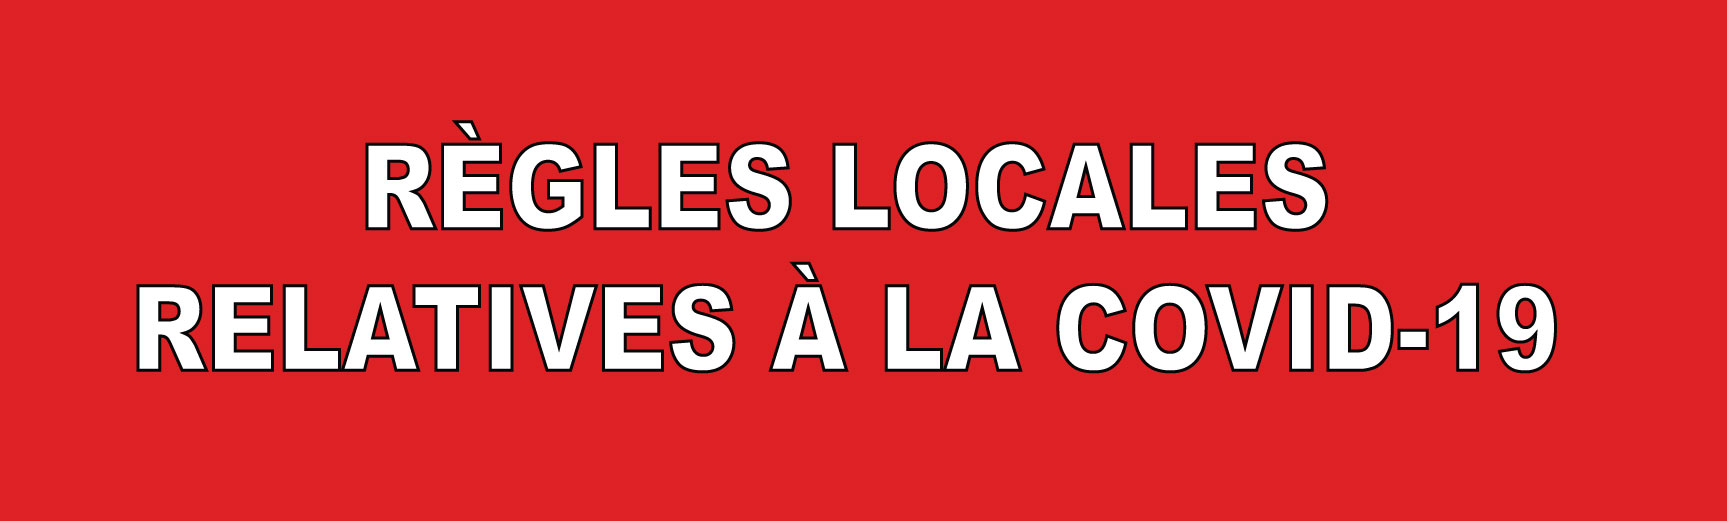 RÈGLES LOCALES
RELATIVES À LA COVID-19